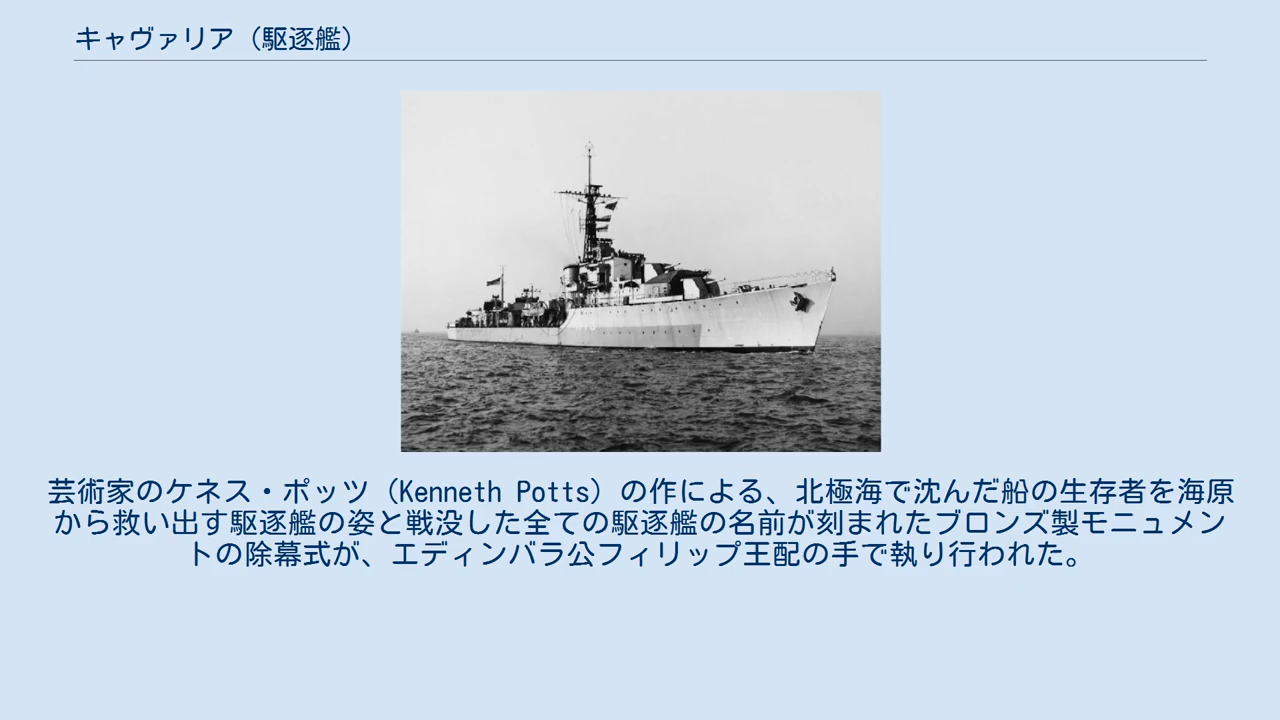 キャヴァリア（駆逐艦）
芸術家のケネス・ポッツ（Kenneth Potts）の作による、北極海で沈んだ船の生存者を海原
から救い出す駆逐艦の姿と戦没した全ての駆逐艦の名前が刻まれたブロンズ製モニュメン
トの除幕式が、エディンバラ公フィリップ王配の手で執り行われた。